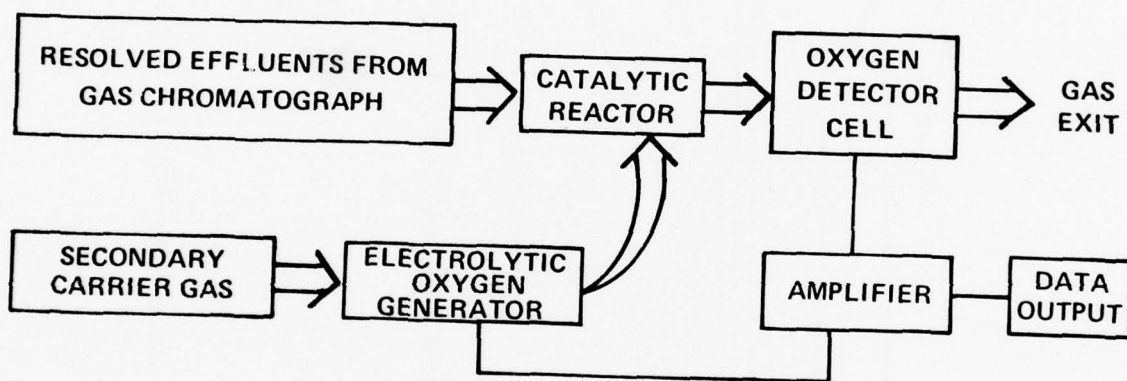 RESOLVED EFFLUENTS FROM
GAS CHROMATOGRAPH
CATALYTIC
REACTOR
OXYGEN
DETECTOR
CELL
GAS
EXIT
SECONDARY
CARRIER GAS
ELECTROLYTIC
OXYGEN
GENERATOR
AMPLIFIER
DATA
OUTPUT